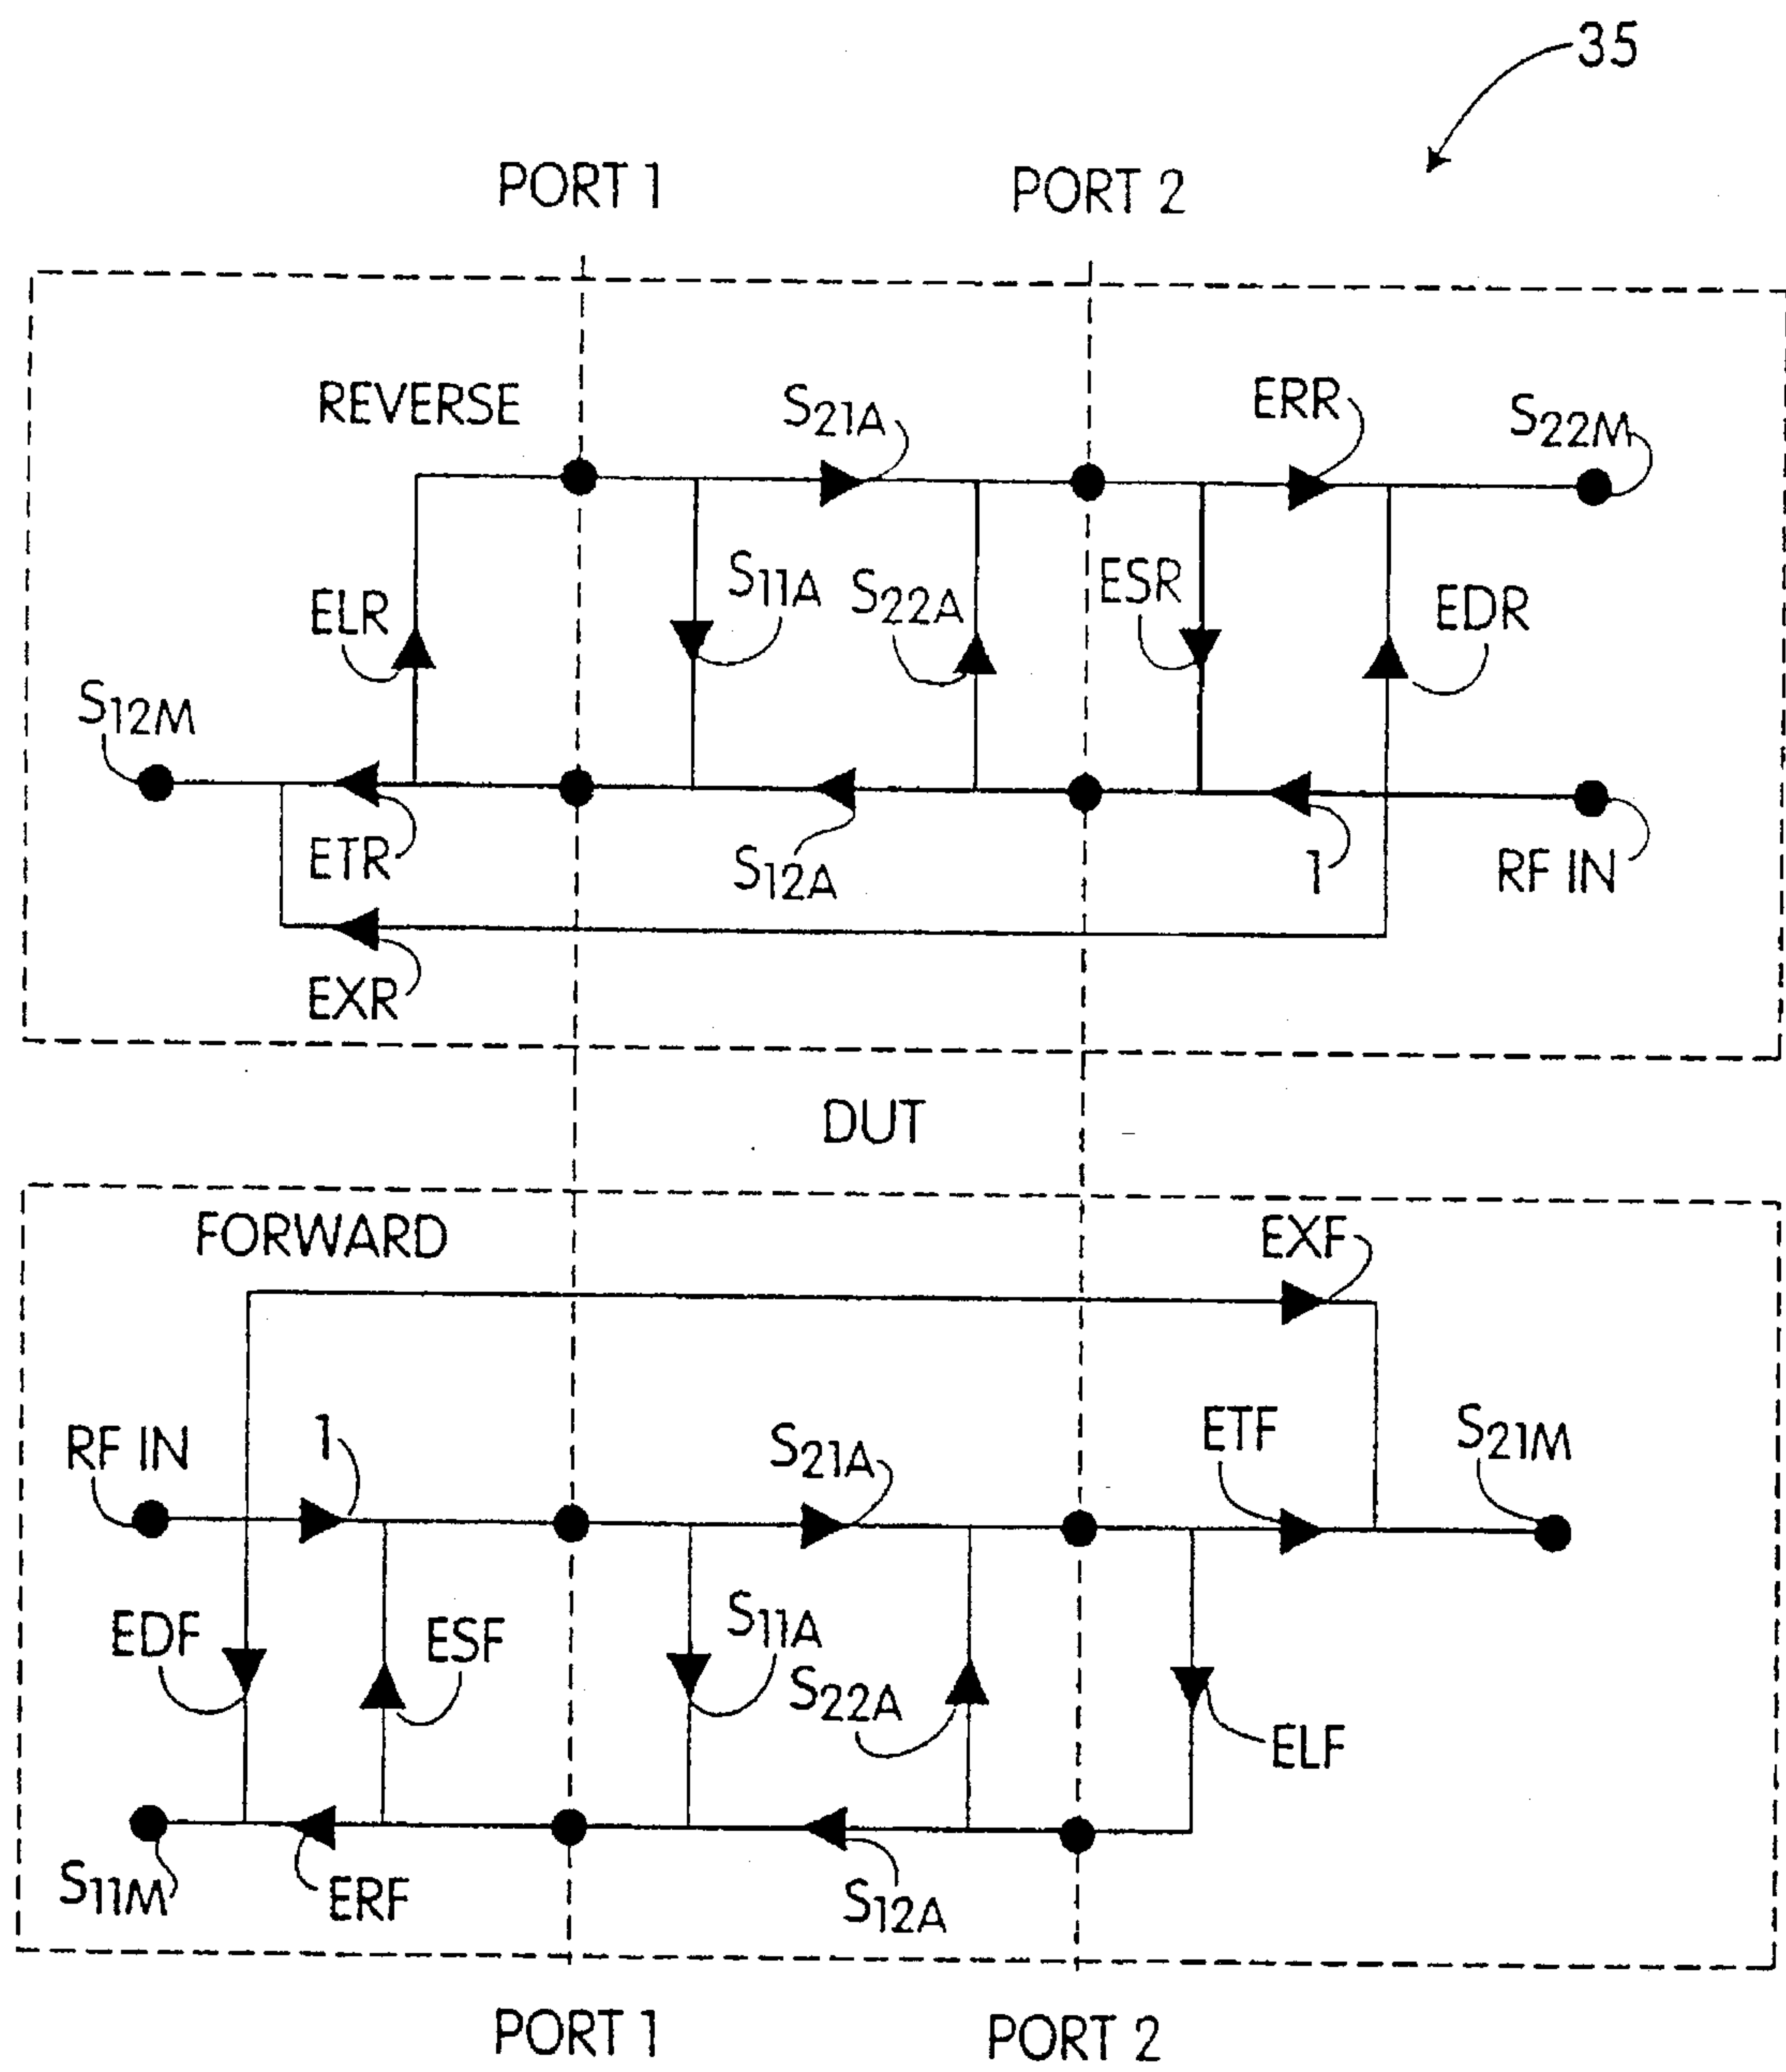 35
PORT 1
PORT 2
REVERSE
S21A
ERR
S22M
ELR
S11A
S22A
ESR
EDR
S12M
ETR
S12A
1
RF IN
EXR
DUT
FORWARD
EXF
RF IN
1
S21A
ETF
S21M
EDF
ESF
S11A
S22A
ELF
S11M
ERF
S12A
PORT 1
PORT 2